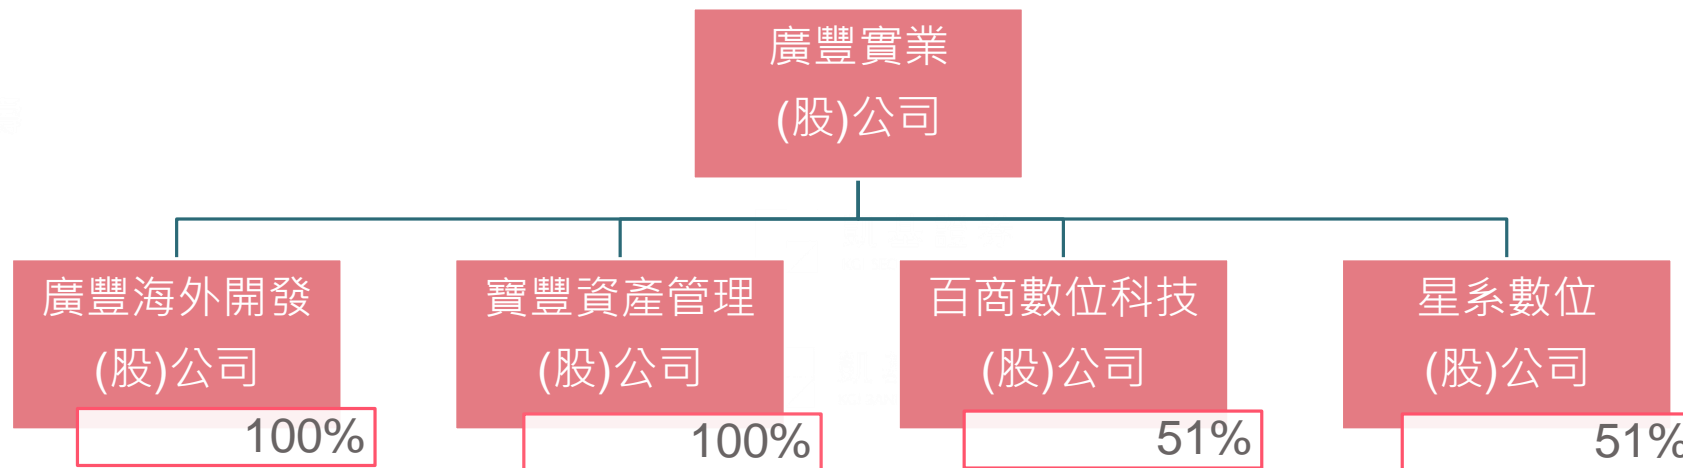 廣豐實業
(股)公司
廣豐海外開發
(股)公司
100%
寶豐資產管理
(股)公司
100%
百商數位科技
(股)公司
51%
星系數位
(股)公司
51%